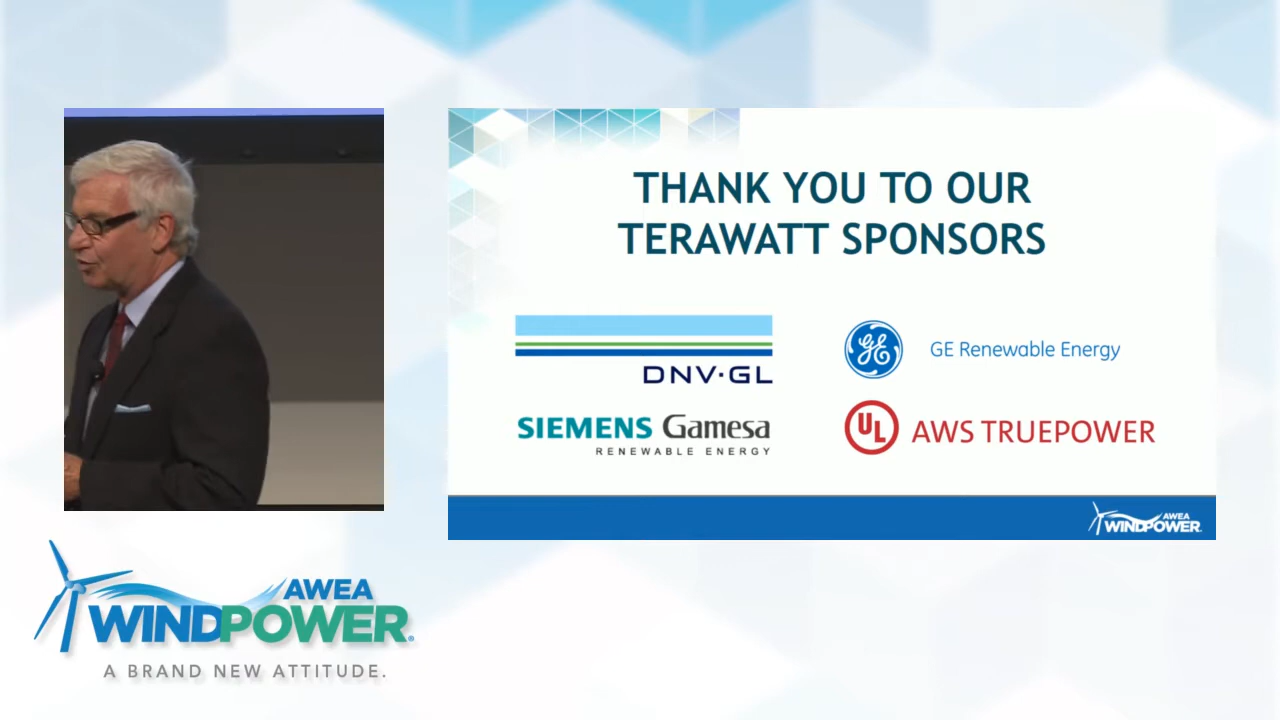 THANK YOU TO OUR
TERAWATT SPONSORS
DNV·GL
GE Renewable Energy
SIEMENS Gamesa
RENEWABLE ENERGY
UL AWS TRUEPOWER
AWEA
WINDPOWER.
AWEA
WINDPOWER®
A BRAND NEW ATTITUDE.